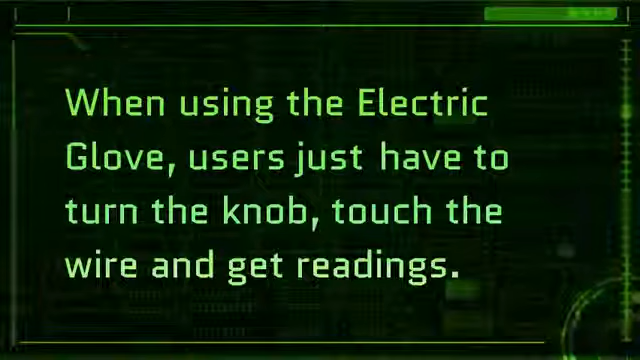 When using the Electric
Glove, users just have to
turn the knob, touch the
wire and get readings.